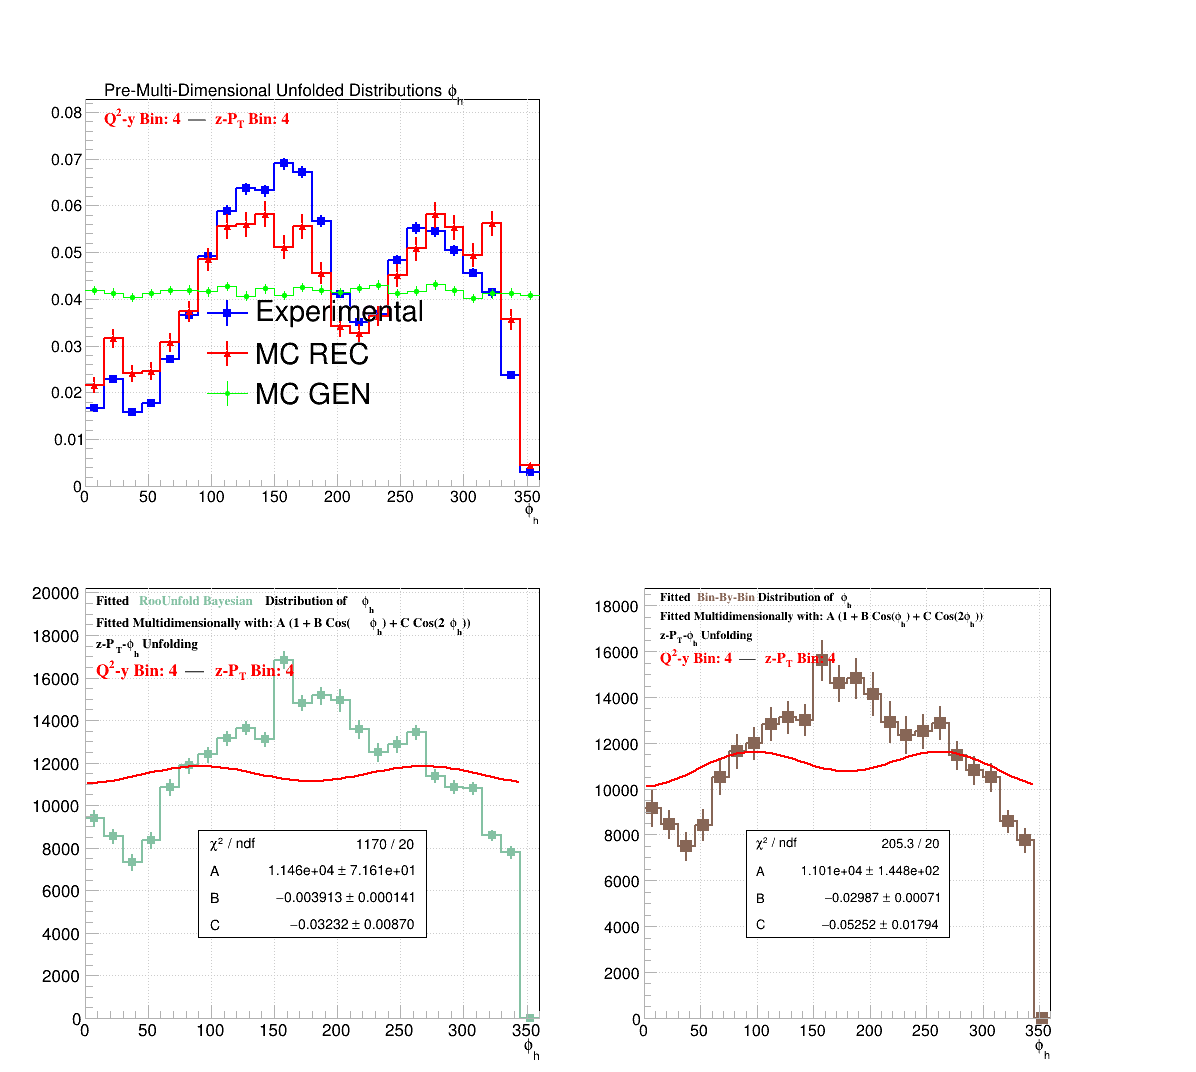 Pre-Multi-Dimensional Unfolded Distributions ϕh
Q²-y Bin: 4 — z-PT Bin: 4
0.08
0.07
0.06
0.05
0.04
0.03
0.02
0.01
0
Experimental
MC REC
MC GEN
0 50 100 150 200 250 300 350
ϕh
Fitted RooUnfold Bayesian Distribution of ϕh
Fitted Multidimensionally with: A (1 + B Cos( ϕh) + C Cos(2 ϕh))
z-PT-ϕh Unfolding
Q²-y Bin: 4 — z-PT Bin: 4
20000
18000
16000
14000
12000
10000
8000
6000
4000
2000
0
χ² / ndf 1170 / 20
A 1.146e+04 ± 7.161e+01
B −0.003913 ± 0.000141
C −0.03232 ± 0.00870
0 50 100 150 200 250 300 350
ϕh
Fitted Bin-By-Bin Distribution of ϕh
Fitted Multidimensionally with: A (1 + B Cos(ϕh) + C Cos(2ϕh))
z-PT-ϕh Unfolding
Q²-y Bin: 4 — z-PT Bin: 4
18000
16000
14000
12000
10000
8000
6000
4000
2000
0
χ² / ndf 205.3 / 20
A 1.101e+04 ± 1.448e+02
B −0.02987 ± 0.00071
C −0.05252 ± 0.01794
0 50 100 150 200 250 300 350
ϕh